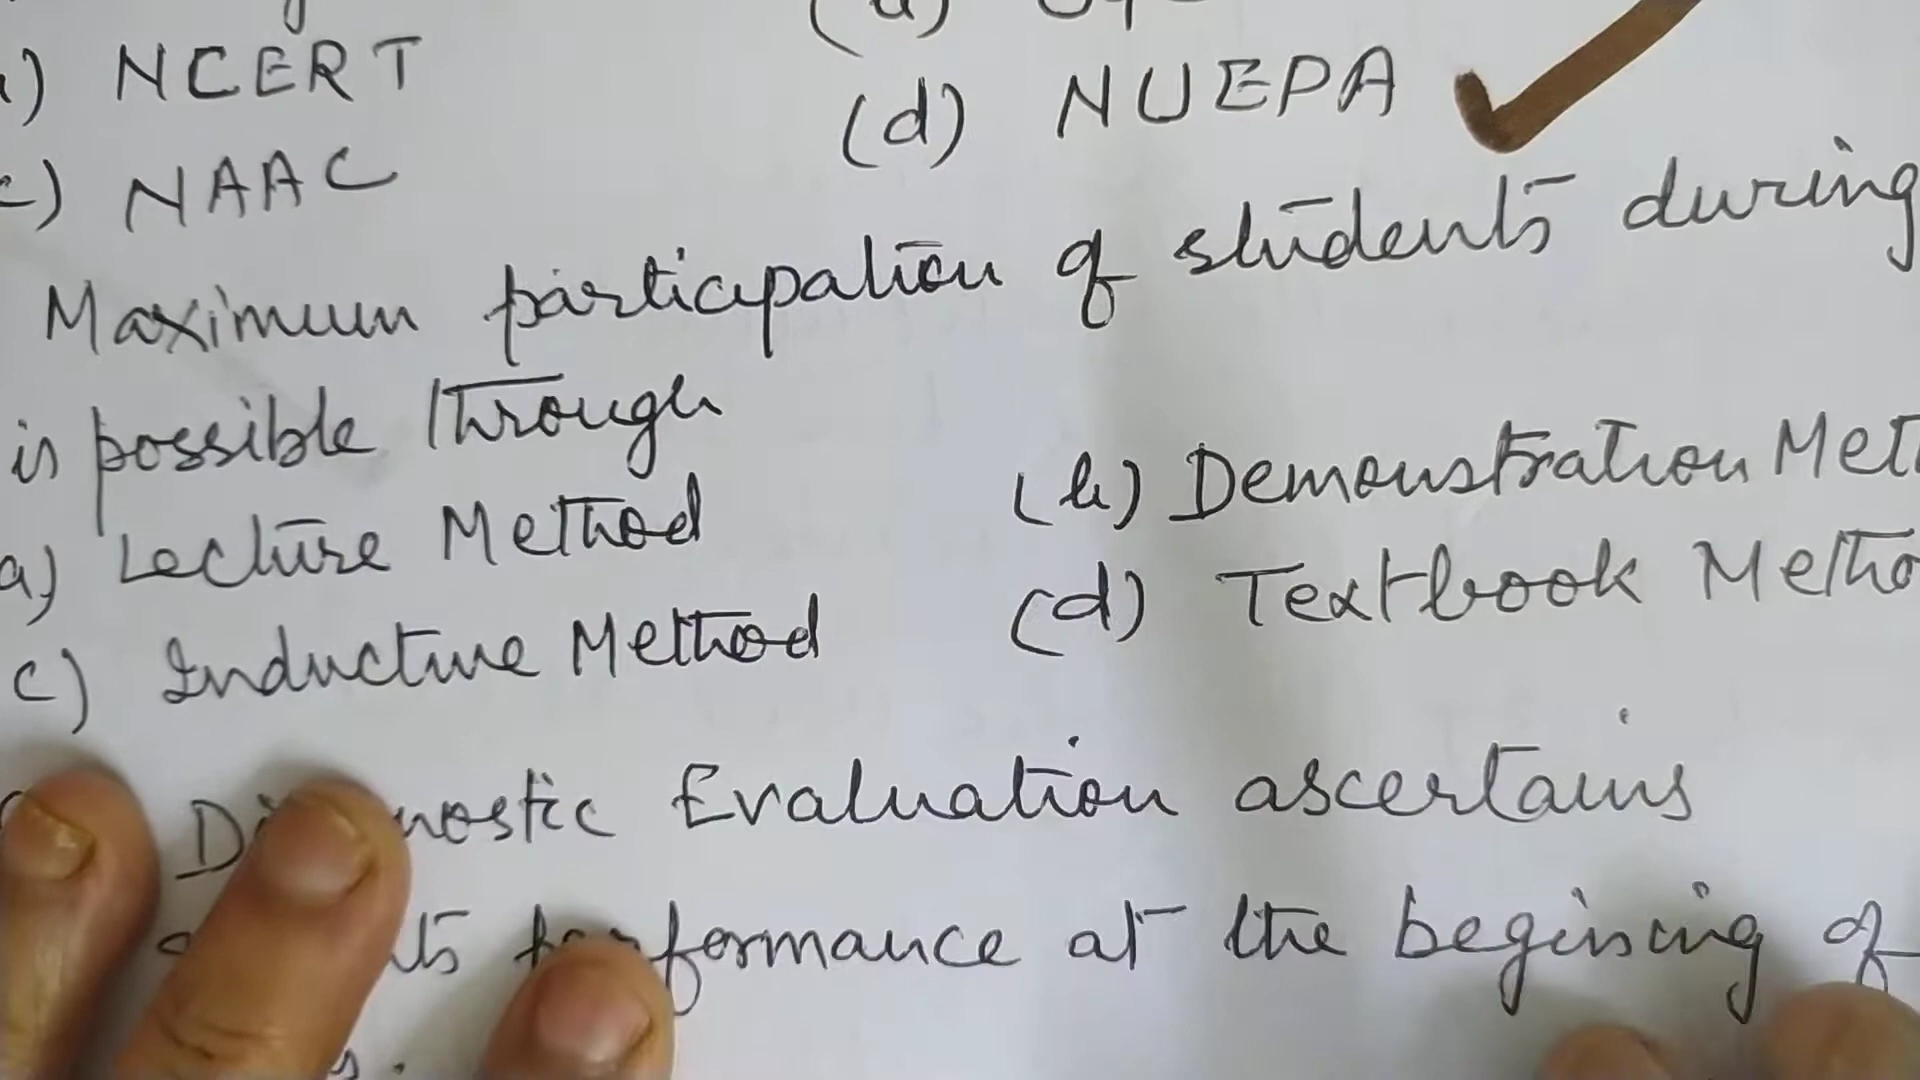 ) NCERT
(d) NUEPA
c) NAAC
Maximum participation of students during
is possible through
a) Lecture Method
(b) Demonstration Met
c) Inductive Method
(d) Textbook Metho
nostic Evaluation ascertains
formance at the begining of